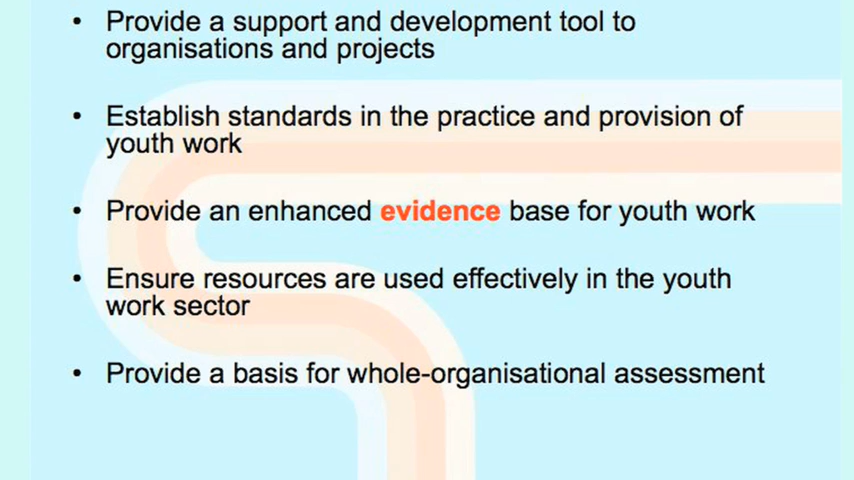 • Provide a support and development tool to
organisations and projects
• Establish standards in the practice and provision of
youth work
• Provide an enhanced evidence base for youth work
• Ensure resources are used effectively in the youth
work sector
• Provide a basis for whole-organisational assessment